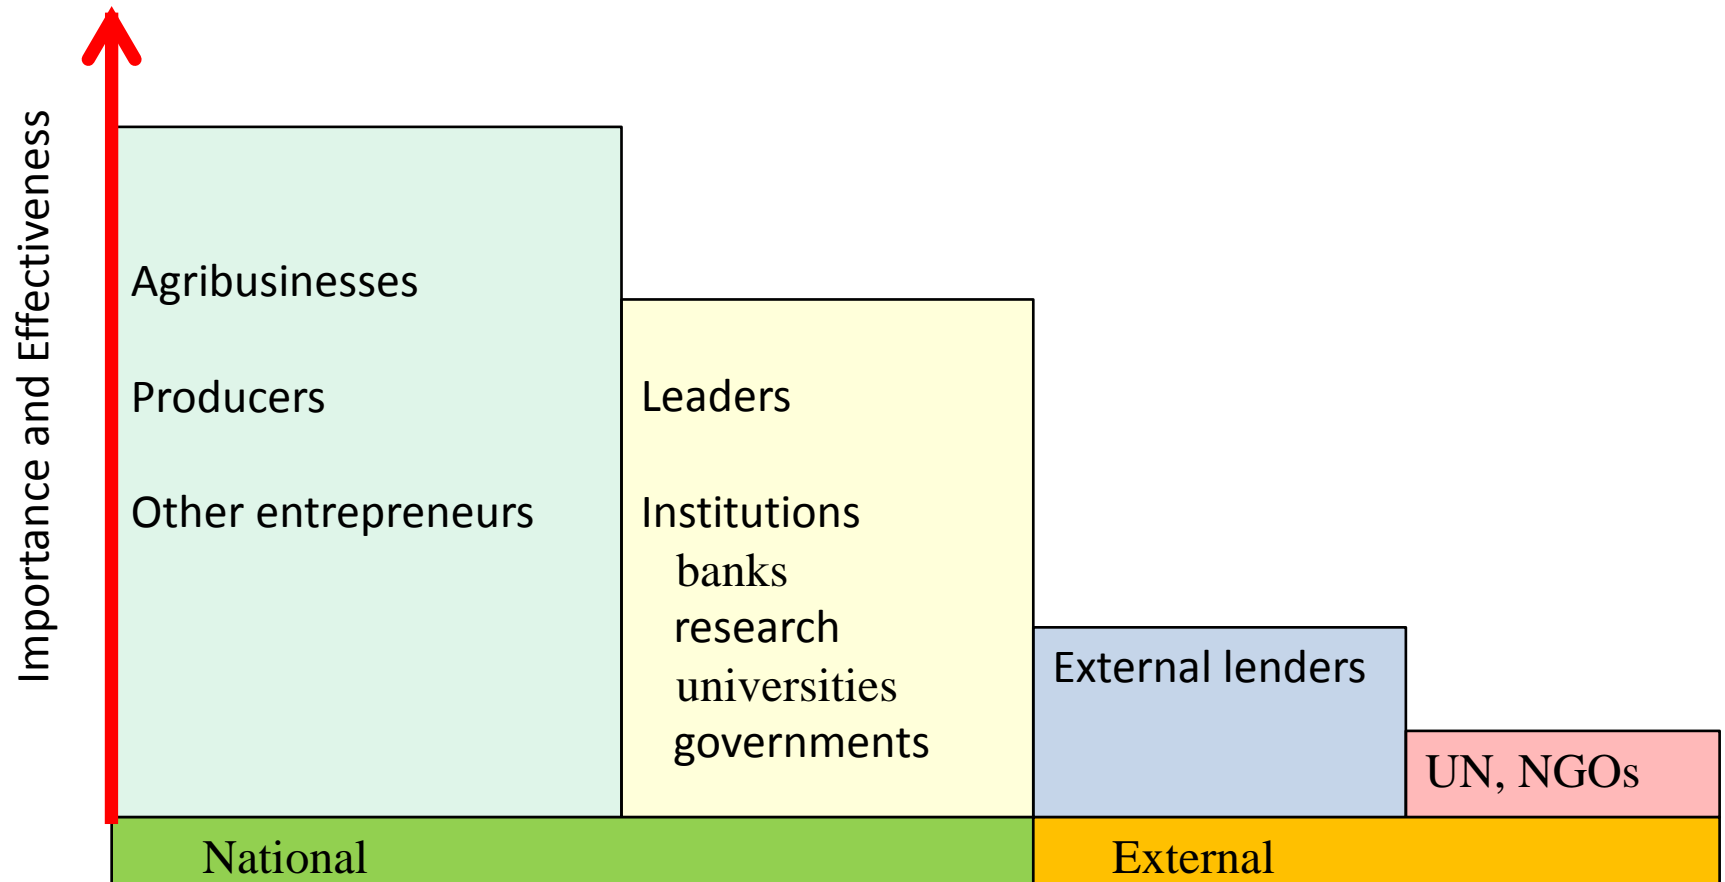 Importance and Effectiveness
Agribusinesses
Producers
Other entrepreneurs
Leaders
Institutions
banks
research
universities
governments
External lenders
UN, NGOs
National
External